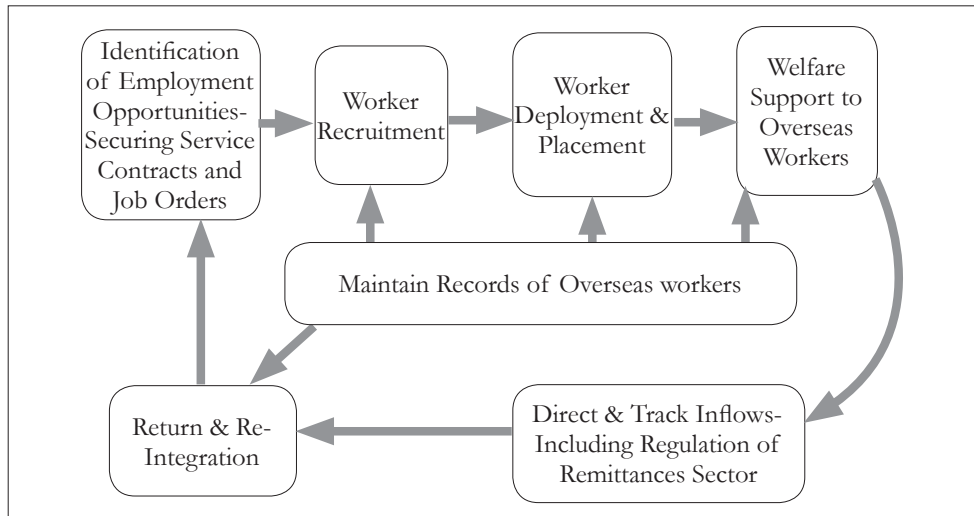 Identification
of Employment
Opportunities-
Securing Service
Contracts and
Job Orders
Worker
Recruitment
Worker
Deployment &
Placement
Welfare
Support to
Overseas
Workers
Maintain Records of Overseas workers
Return & Re-
Integration
Direct & Track Inflows-
Including Regulation of
Remittances Sector